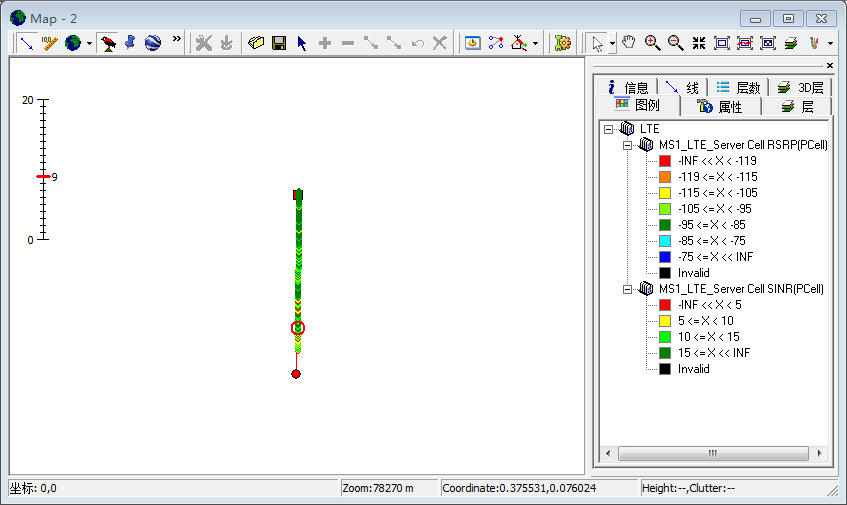 Map - 2
100
»
20
9
0
信息
线
层数
3D层
图例
属性
层
LTE
MS1_LTE_Server Cell RSRP(PCell)
-INF << X < -119
-119 <= X < -115
-115 <= X < -105
-105 <= X < -95
-95 <= X < -85
-85 <= X < -75
-75 <= X << INF
Invalid
MS1_LTE_Server Cell SINR(PCell)
-INF << X < 5
5 <= X < 10
10 <= X < 15
15 <= X << INF
Invalid
坐标: 0,0
Zoom:78270 m
Coordinate:0.375531,0.076024
Height:--,Clutter:--